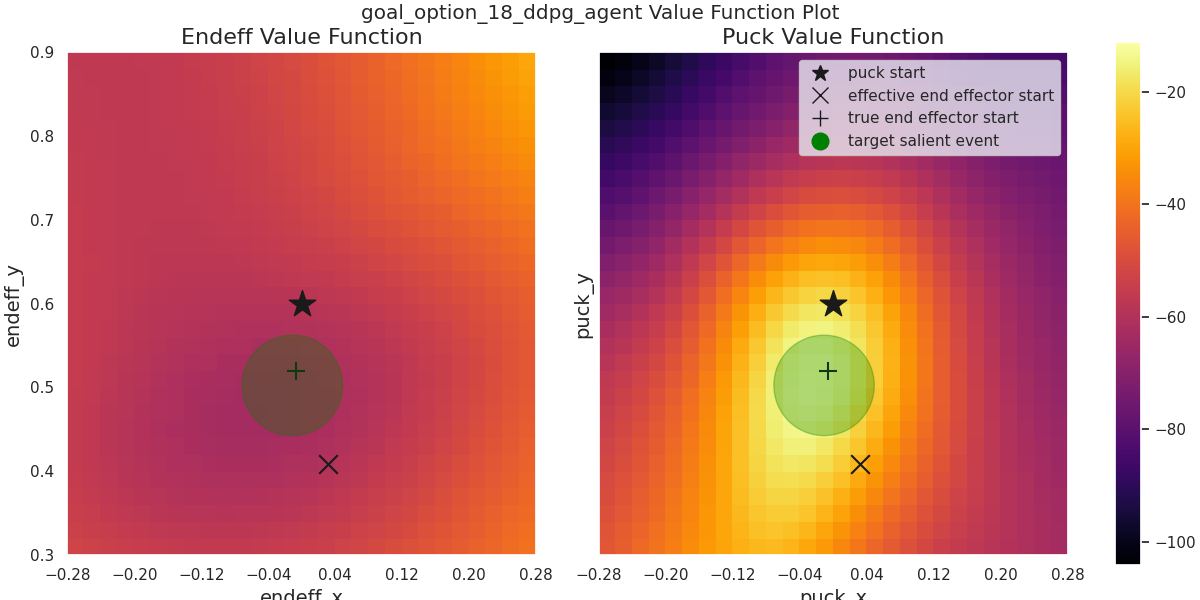 goal_option_18_ddpg_agent Value Function Plot
Endeff Value Function
Puck Value Function
puck start
effective end effector start
true end effector start
target salient event
endeff_y
0.9
0.8
0.7
0.6
0.5
0.4
0.3
−0.28 −0.20 −0.12 −0.04 0.04 0.12 0.20 0.28
endeff_x
puck_y
−0.28 −0.20 −0.12 −0.04 0.04 0.12 0.20 0.28
puck_x
−20
−40
−60
−80
−100